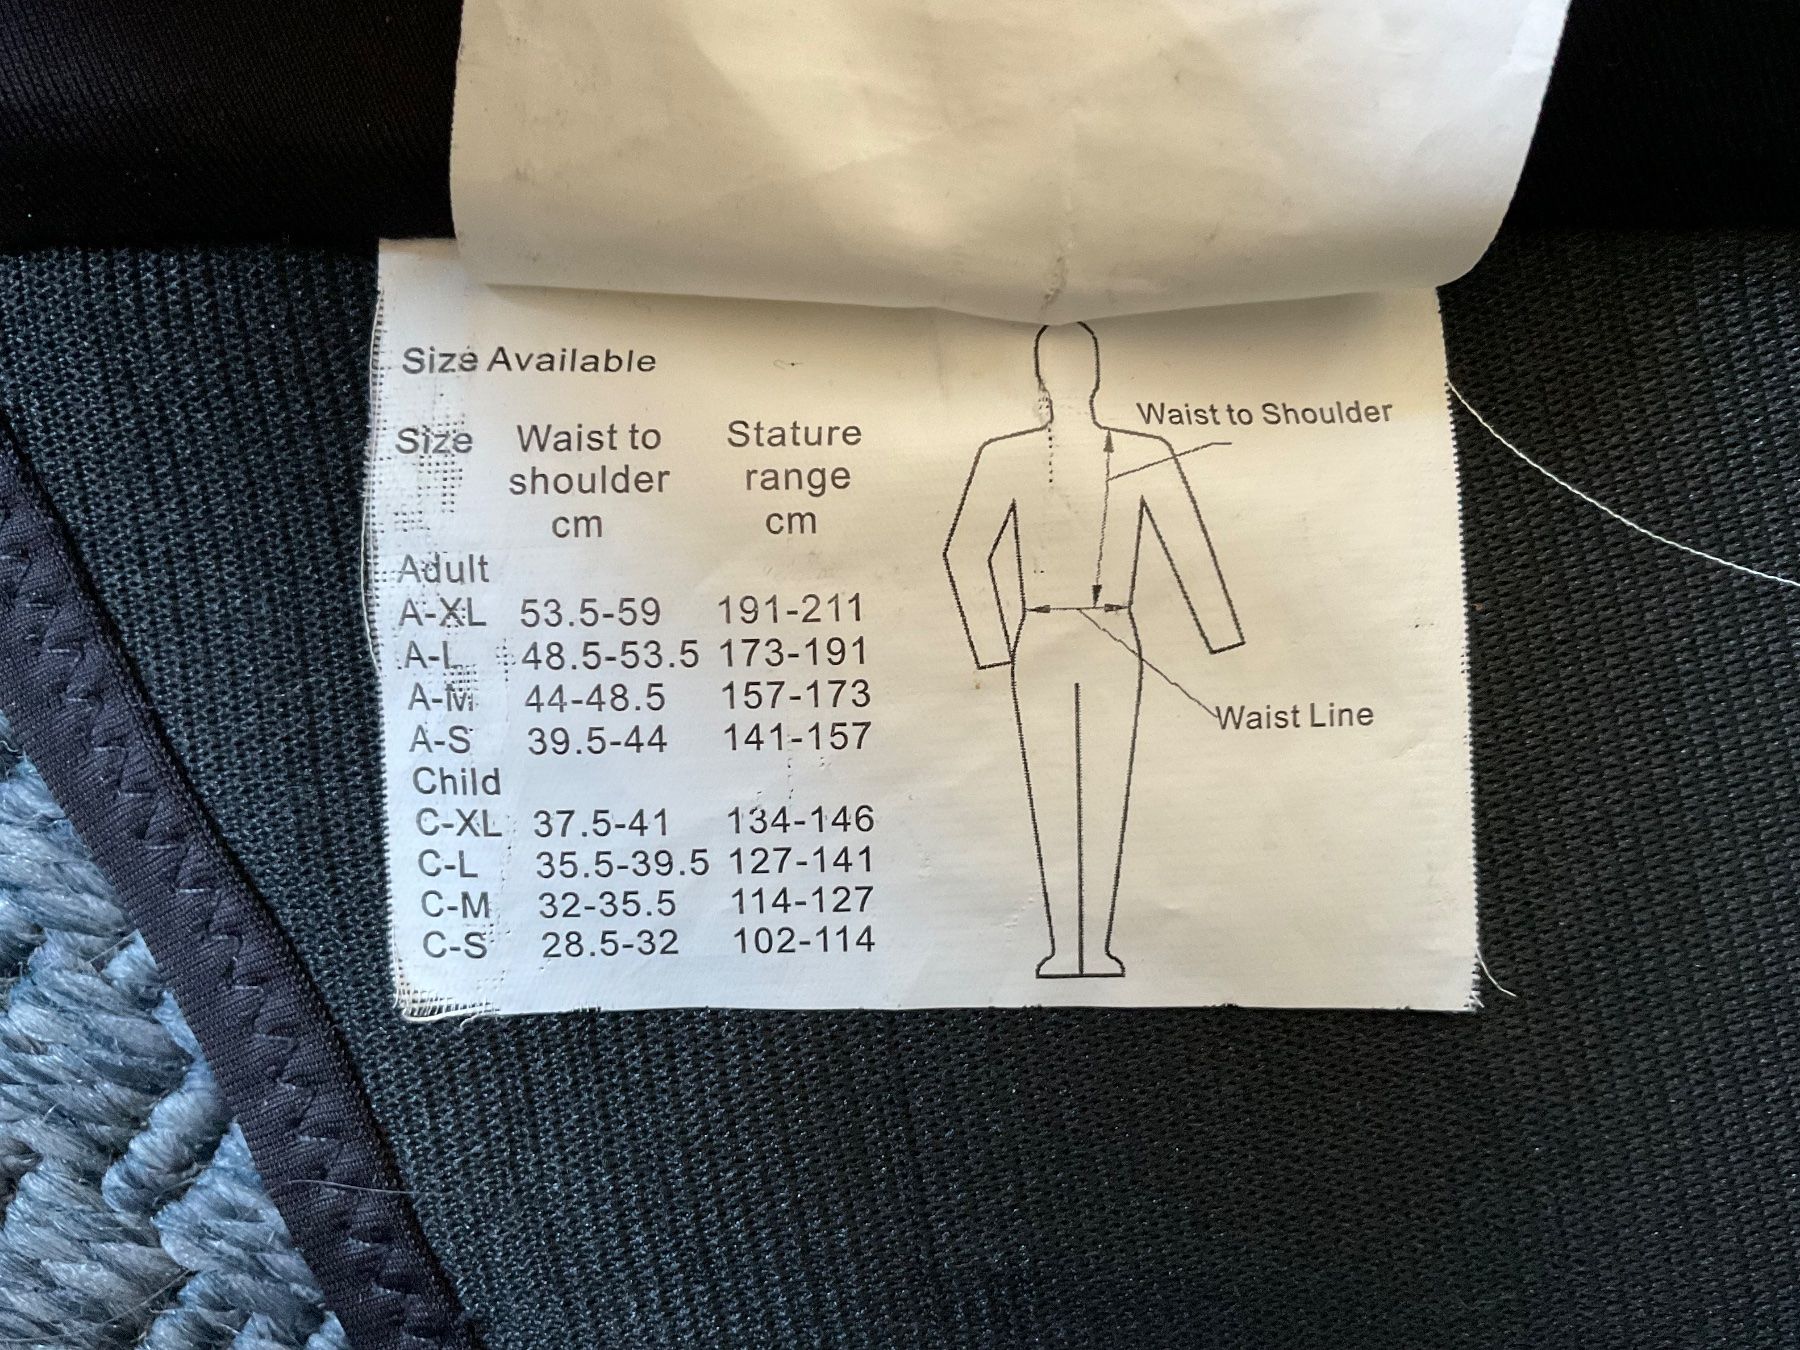 Size Available
Size Waist to shoulder cm Stature range cm
Adult
A-XL 53.5-59 191-211
A-L 48.5-53.5 173-191
A-M 44-48.5 157-173
A-S 39.5-44 141-157
Child
C-XL 37.5-41 134-146
C-L 35.5-39.5 127-141
C-M 32-35.5 114-127
C-S 28.5-32 102-114
Waist to Shoulder
Waist Line